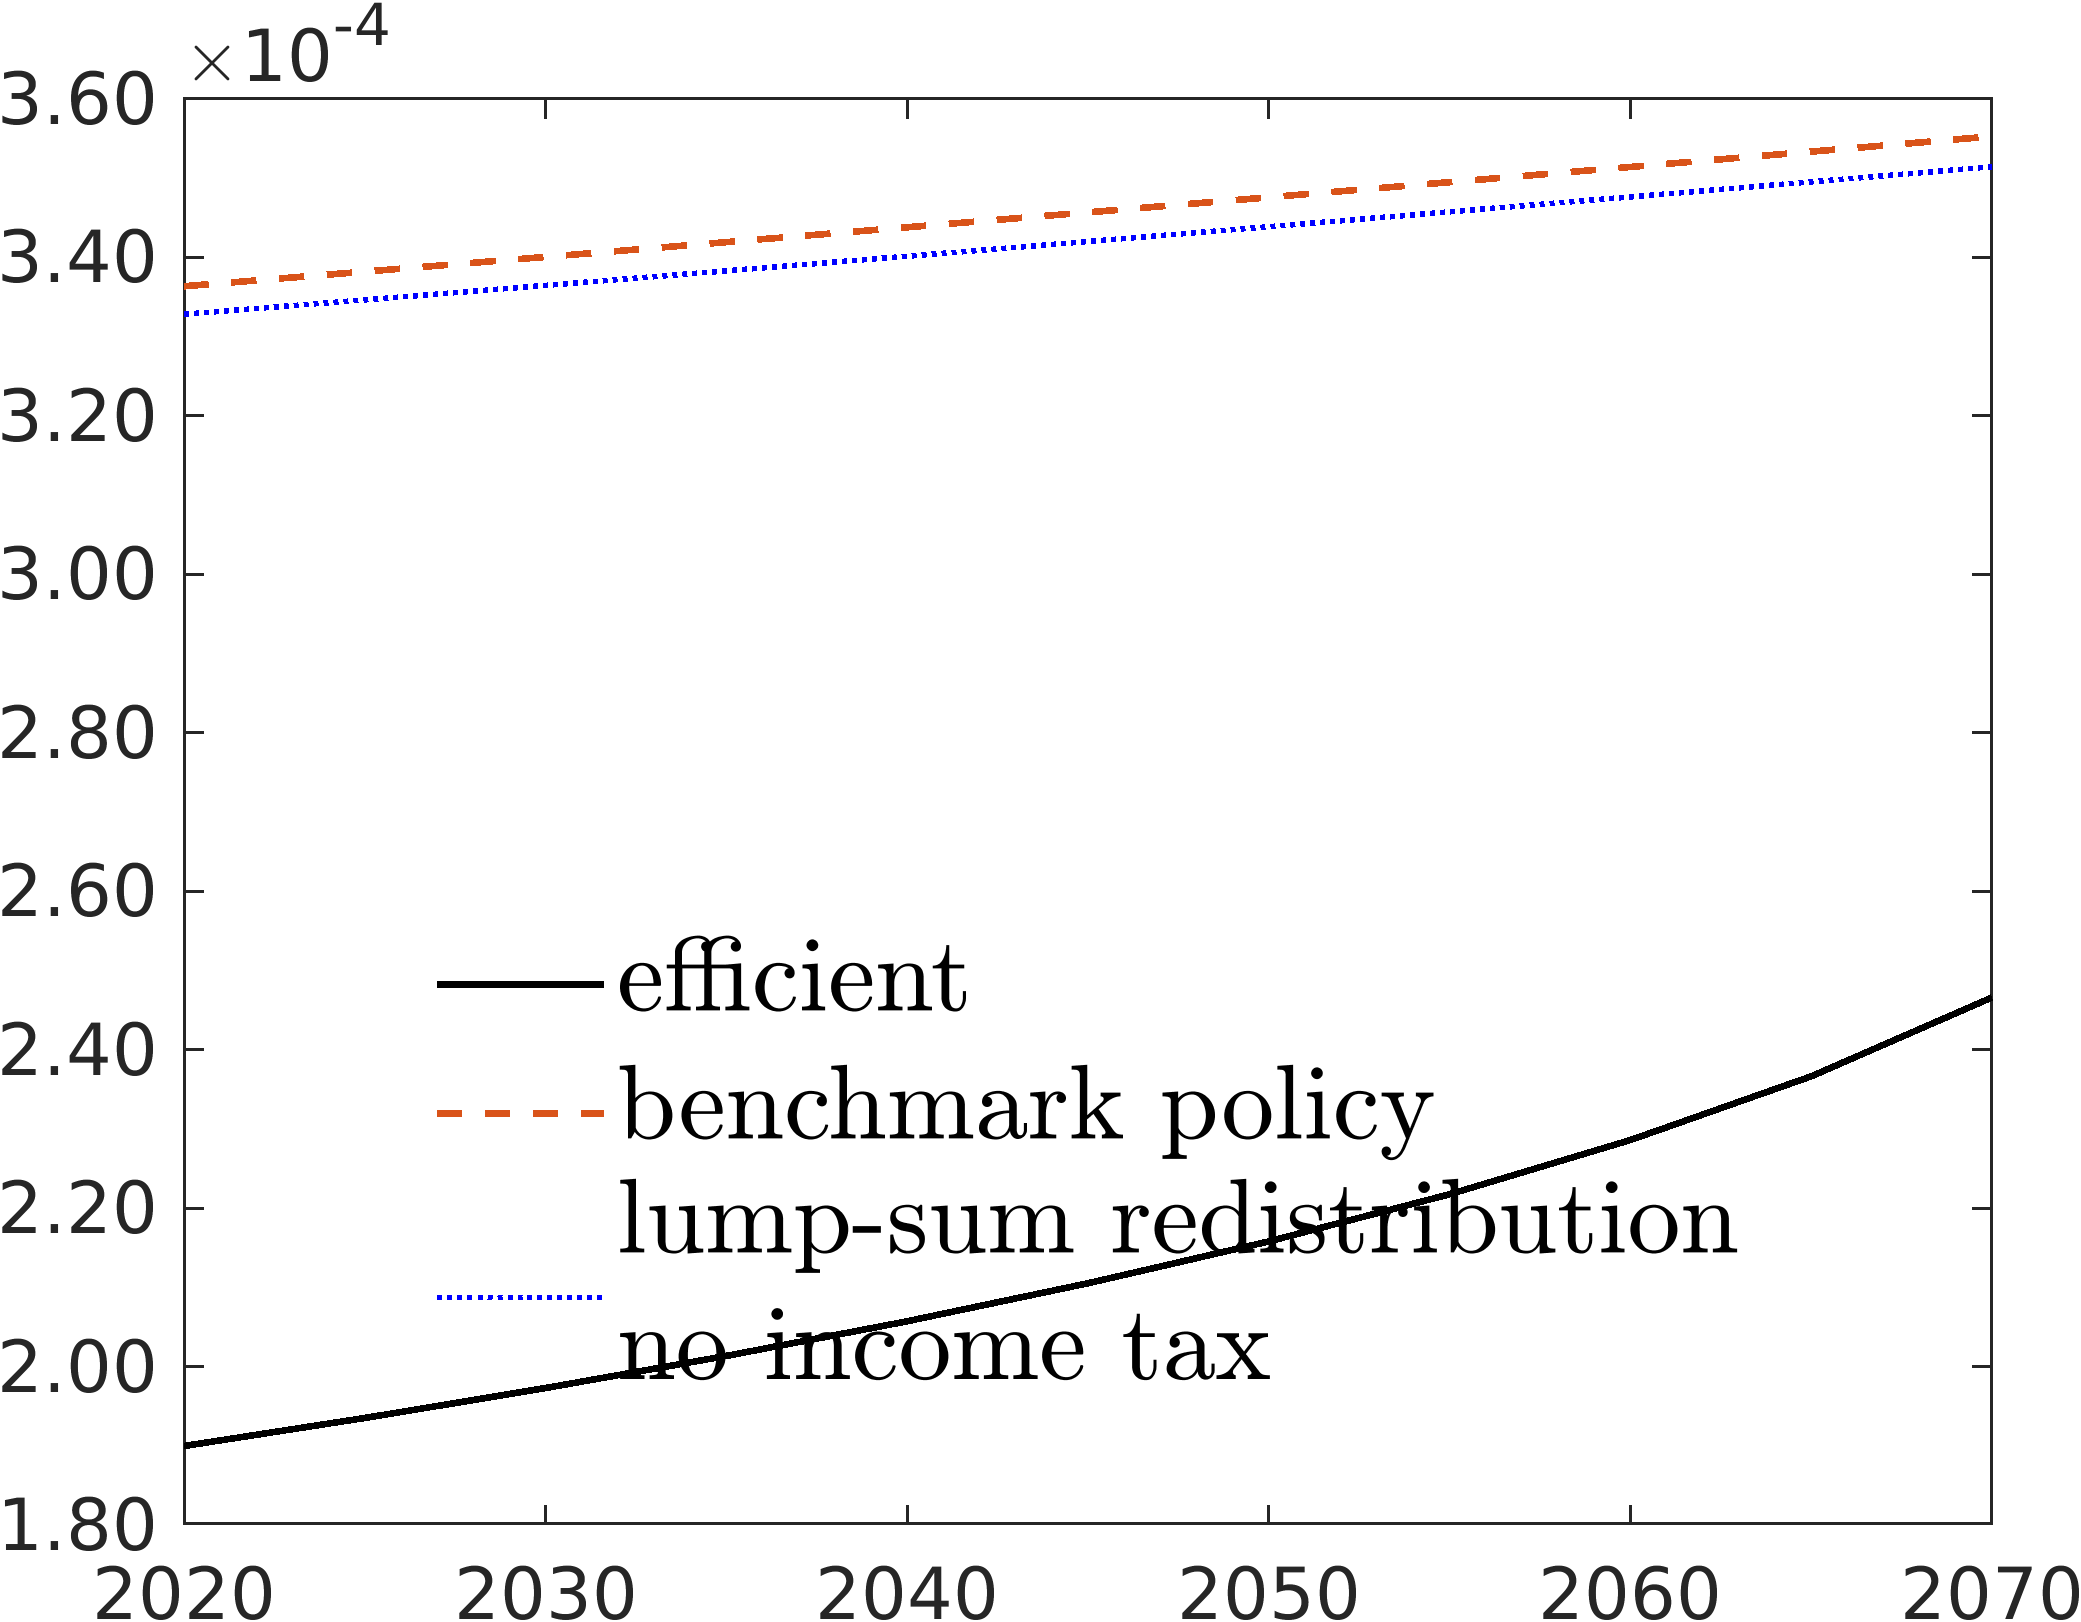 ×10-4
3.60
3.40
3.20
3.00
2.80
2.60
2.40
2.20
2.00
1.80
efficient
benchmark policy
lump-sum redistribution
no income tax
2020 2030 2040 2050 2060 2070